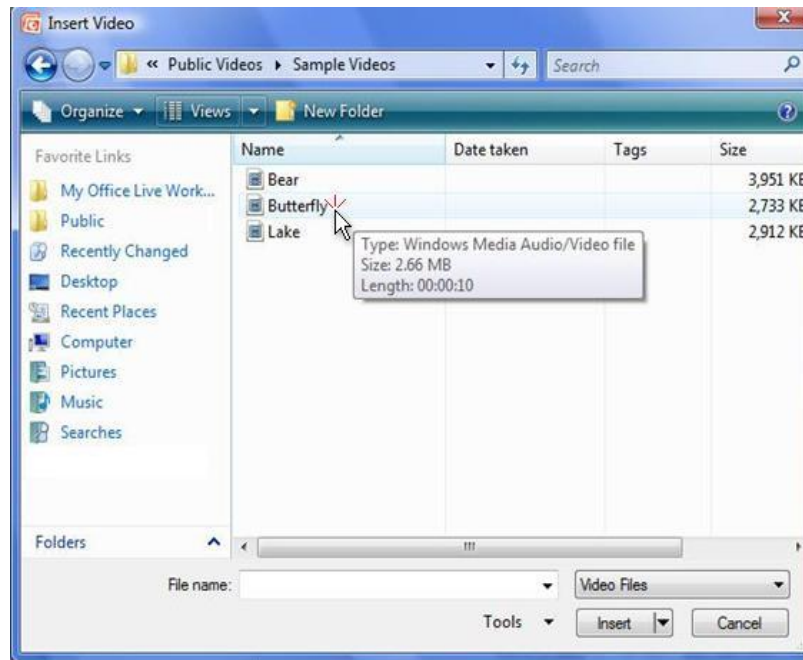 Insert Video
« Public Videos Sample Videos Search
Organize Views New Folder
Favorite Links
My Office Live Work...
Public
Recently Changed
Desktop
Recent Places
Computer
Pictures
Music
Searches
Folders
Name Date taken Tags Size
Bear 3,951 KB
Butterfly 2,733 KB
Lake 2,912 KB
Type: Windows Media Audio/Video file
Size: 2.66 MB
Length: 00:00:10
File name: Video Files
Tools Insert Cancel